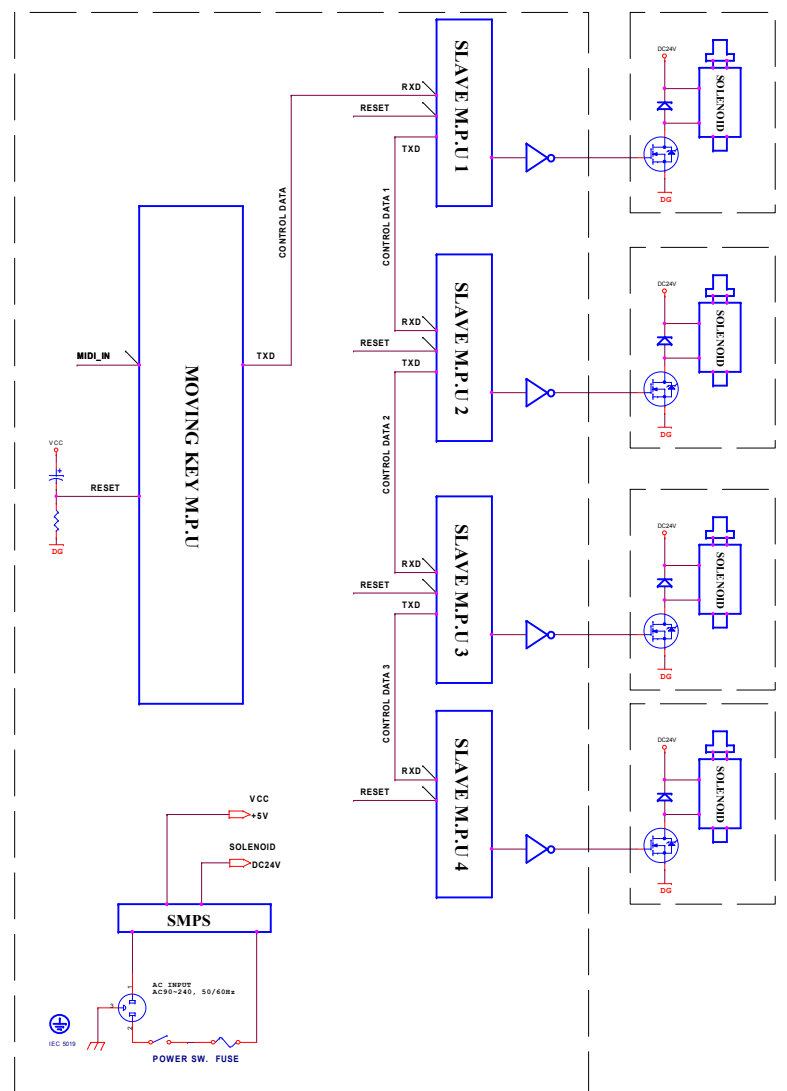 DC24V
SOLENOID
DG
RXD
RESET
TXD
SLAVE M.P.U 1
CONTROL DATA
CONTROL DATA 1
DC24V
SOLENOID
DG
RXD
RESET
TXD
SLAVE M.P.U 2
MIDI_IN
TXD
MOVING KEY M.P.U
VCC
+
RESET
DG
CONTROL DATA 2
DC24V
SOLENOID
DG
RXD
RESET
TXD
SLAVE M.P.U 3
CONTROL DATA 3
DC24V
SOLENOID
DG
RXD
RESET
SLAVE M.P.U 4
VCC
+5V
SOLENOID
DC24V
SMPS
AC INPUT
AC90~240, 50/60Hz
1
3
2
IEC 5019
POWER SW. FUSE